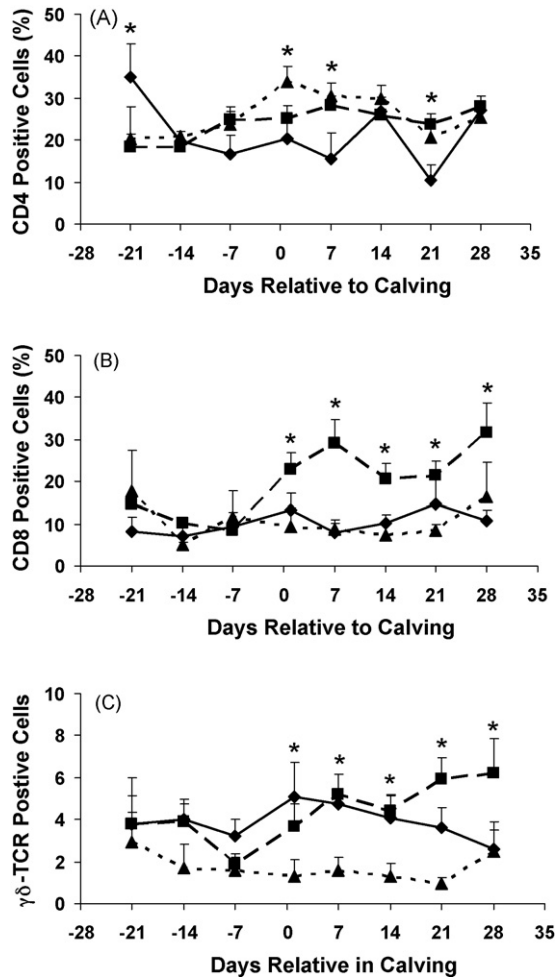 (A)
CD4 Positive Cells (%)
50
40
30
20
10
0
* * * *
-28 -21 -14 -7 0 7 14 21 28 35
Days Relative to Calving
(B)
CD8 Positive Cells (%)
50
40
30
20
10
0
* * * * *
-28 -21 -14 -7 0 7 14 21 28 35
Days Relative to Calving
(C)
γδ-TCR Postive Cells
10
8
6
4
2
0
* * * * *
-28 -21 -14 -7 0 7 14 21 28 35
Days Relative in Calving